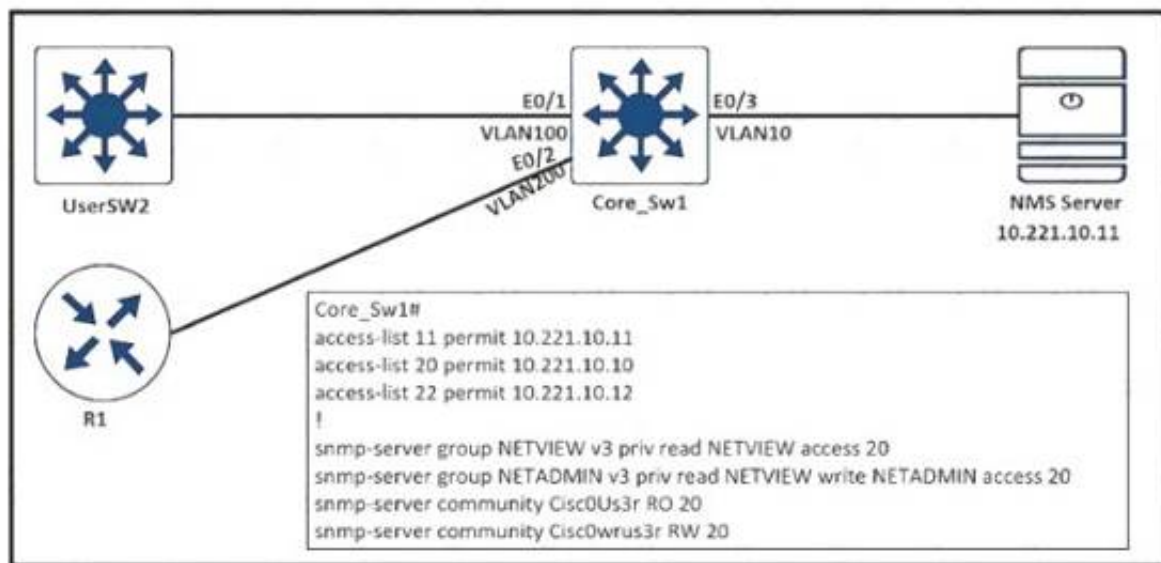 E0/1
E0/3
VLAN100
VLAN10
E0/2
VLAN200
UserSW2
Core_Sw1
NMS Server
10.221.10.11
R1
Core_Sw1#
access-list 11 permit 10.221.10.11
access-list 20 permit 10.221.10.10
access-list 22 permit 10.221.10.12
!
snmp-server group NETVIEW v3 priv read NETVIEW access 20
snmp-server group NETADMIN v3 priv read NETVIEW write NETADMIN access 20
snmp-server community Cisc0Us3r RO 20
snmp-server community Cisc0wrus3r RW 20